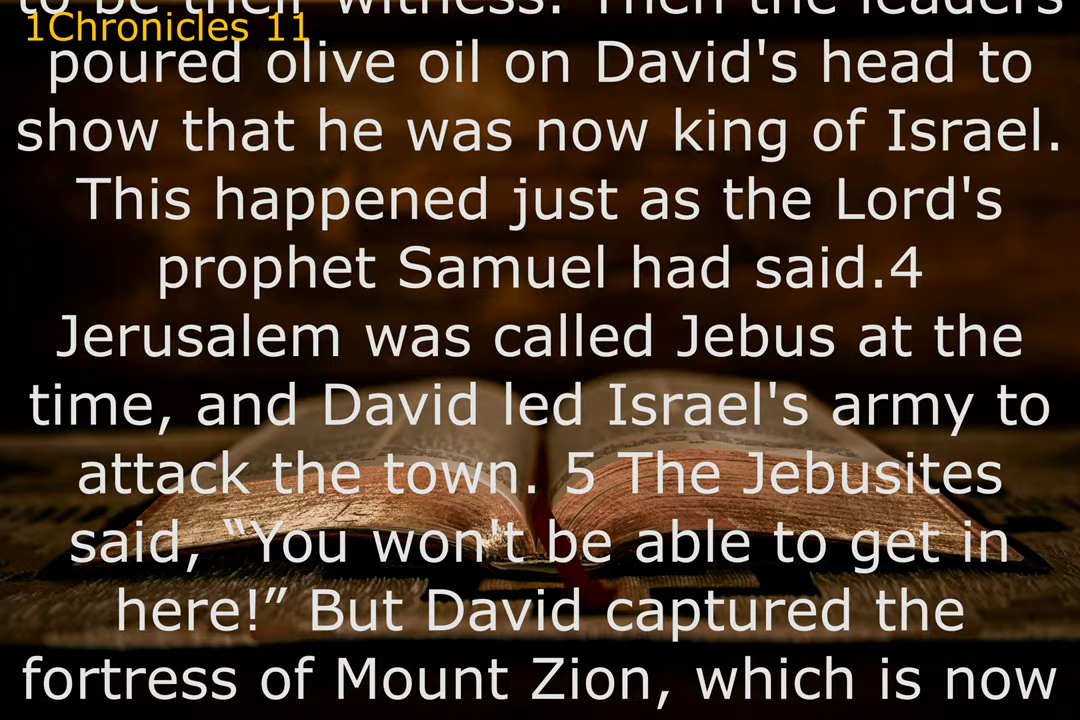 to be their witness. Then the leaders
1Chronicles 11
poured olive oil on David's head to
show that he was now king of Israel.
This happened just as the Lord's
prophet Samuel had said.4
Jerusalem was called Jebus at the
time, and David led Israel's army to
attack the town. 5 The Jebusites
said, “You won't be able to get in
here!” But David captured the
fortress of Mount Zion, which is now